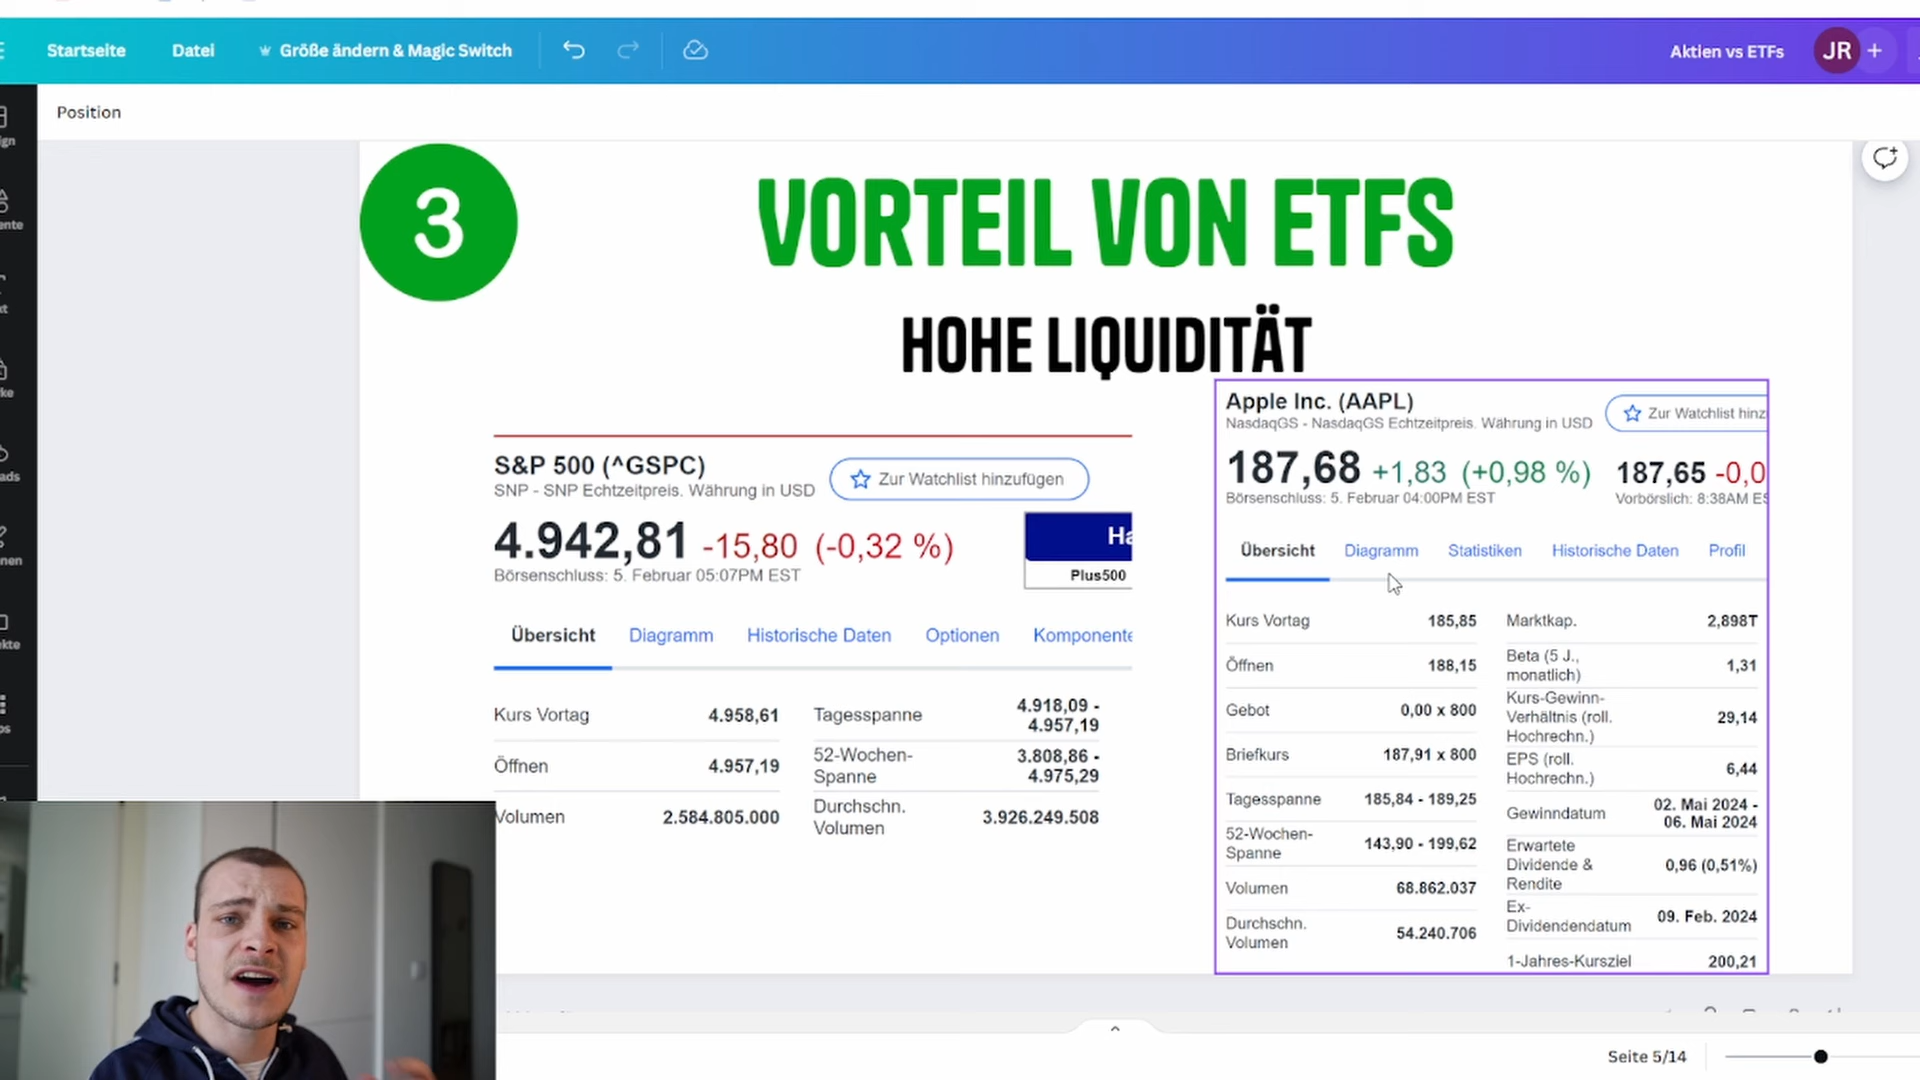 Startseite
Datei
Größe ändern & Magic Switch
Aktien vs ETFs
JR
Position
3
VORTEIL VON ETFS
HOHE LIQUIDITÄT
S&P 500 (^GSPC)
SNP - SNP Echtzeitpreis. Währung in USD
Zur Watchlist hinzufügen
4.942,81 -15,80 (-0,32 %)
Börsenschluss: 5. Februar 05:07PM EST
Plus500
Übersicht Diagramm Historische Daten Optionen Komponente
Kurs Vortag 4.958,61
Öffnen 4.957,19
Volumen 2.584.805.000
Tagesspanne 4.918,09 -
4.957,19
52-Wochen-
Spanne
3.808,86 -
4.975,29
Durchschn.
Volumen
3.926.249.508
Apple Inc. (AAPL)
NasdaqGS - NasdaqGS Echtzeitpreis. Währung in USD
Zur Watchlist hinz
187,68 +1,83 (+0,98 %)
Börsenschluss: 5. Februar 04:00PM EST
187,65 -0,0
Vorbörslich: 8:38AM ES
Übersicht Diagramm Statistiken Historische Daten Profil
Kurs Vortag 185,85
Öffnen 188,15
Gebot 0,00 x 800
Briefkurs 187,91 x 800
Tagesspanne 185,84 - 189,25
52-Wochen-
Spanne
143,90 - 199,62
Volumen 68.862.037
Durchschn.
Volumen
54.240.706
Marktkap. 2,898T
Beta (5 J.,
monatlich)
1,31
Kurs-Gewinn-
Verhältnis (roll.
Hochrechn.)
29,14
EPS (roll.
Hochrechn.)
6,44
Gewinndatum 02. Mai 2024 -
06. Mai 2024
Erwartete
Dividende &
Rendite
0,96 (0,51%)
Ex-
Dividendendatum
09. Feb. 2024
1-Jahres-Kursziel 200,21
Seite 5/14